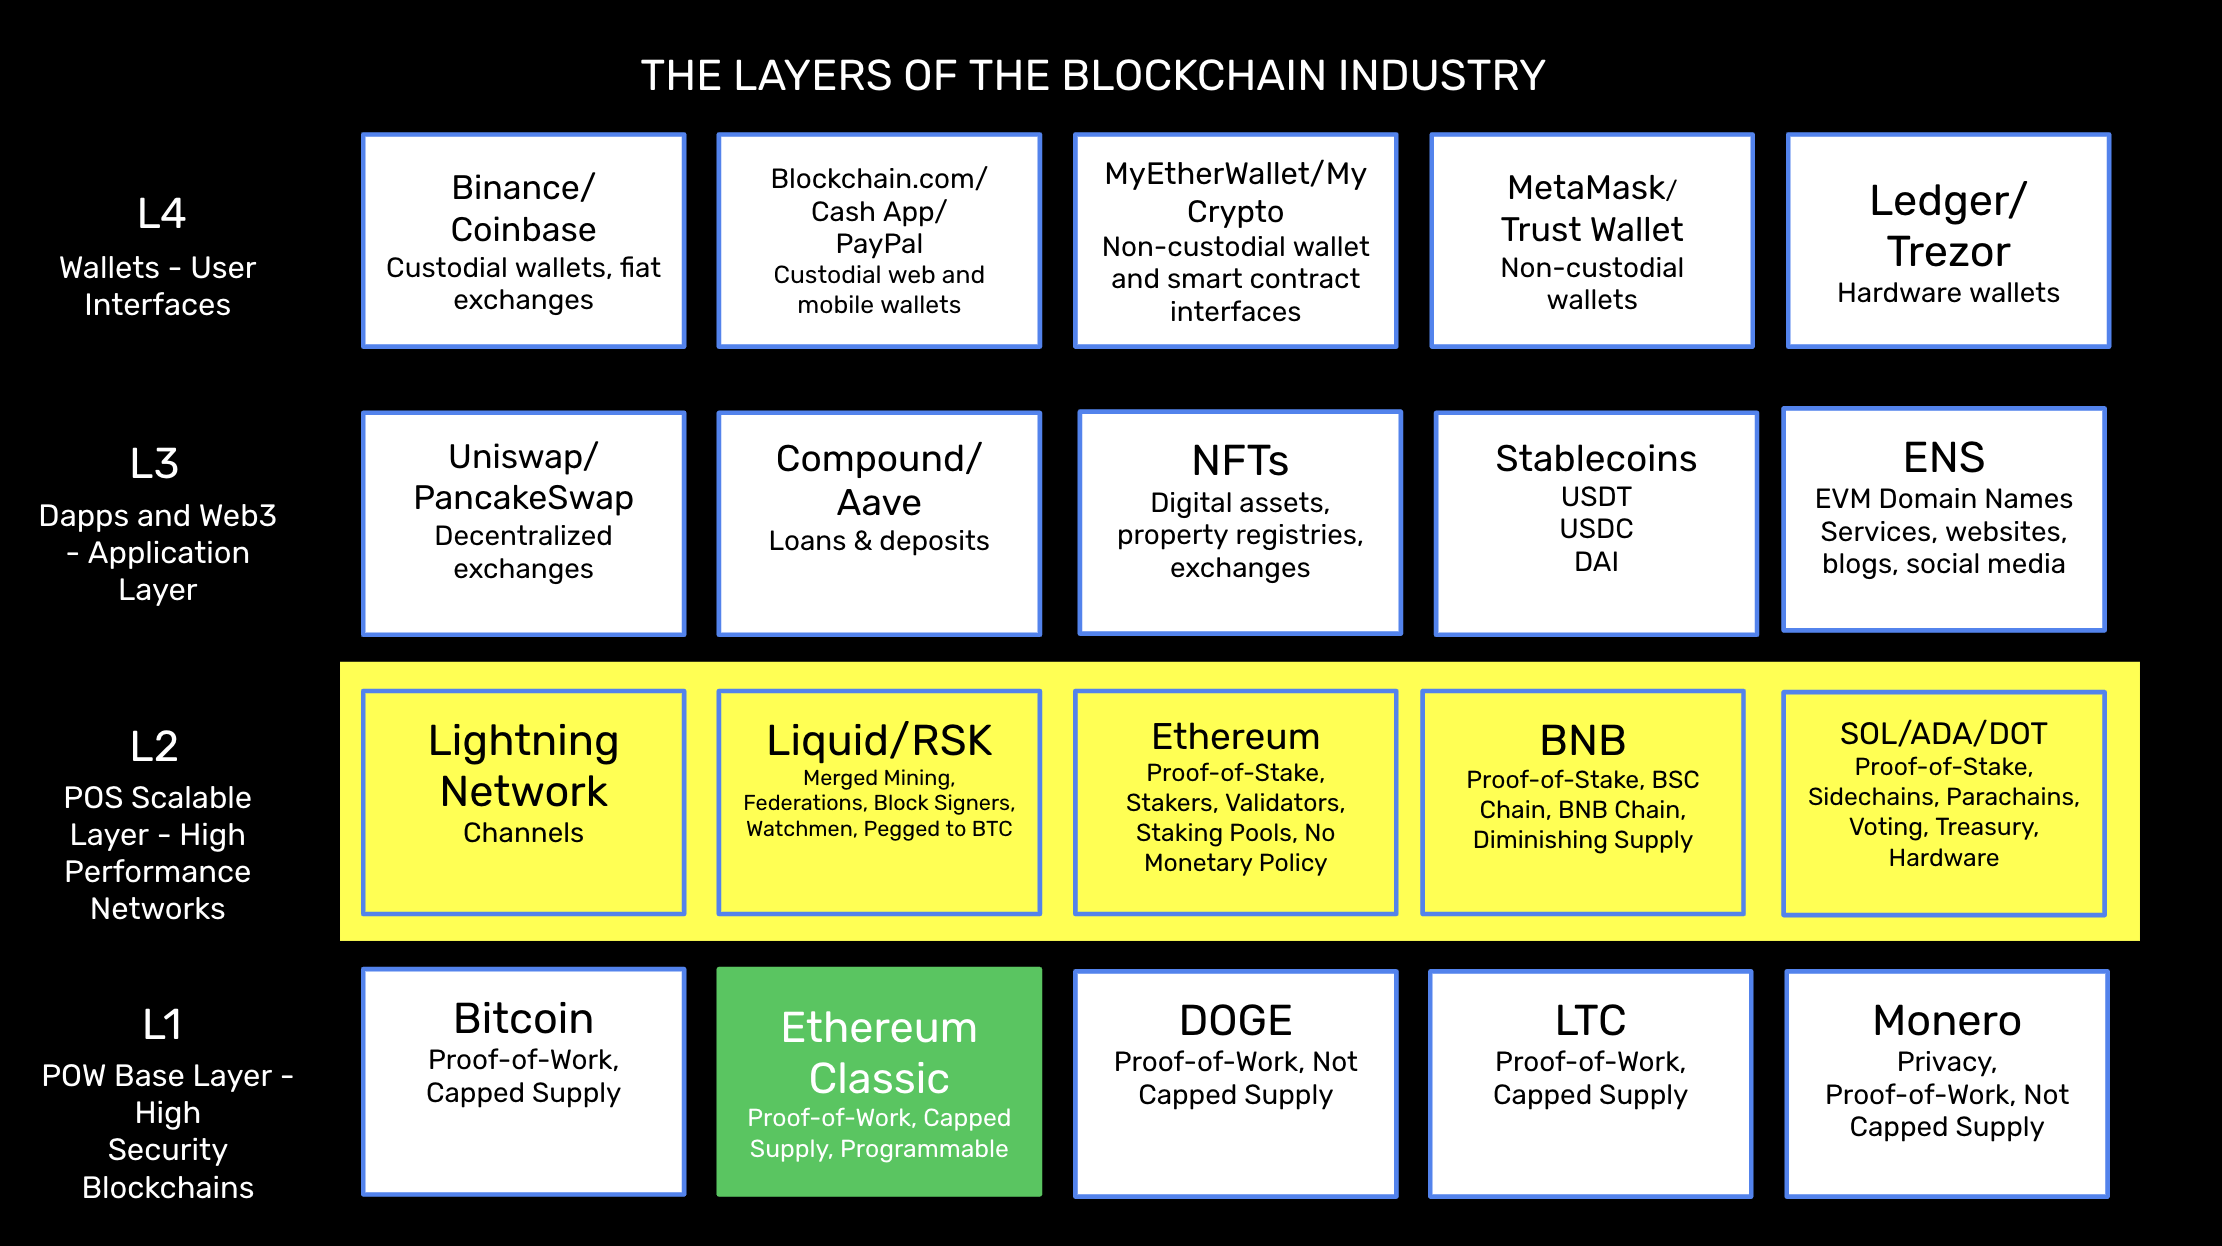 THE LAYERS OF THE BLOCKCHAIN INDUSTRY
L4
Wallets - User
Interfaces
Binance/
Coinbase
Custodial wallets, fiat
exchanges
Blockchain.com/
Cash App/
PayPal
Custodial web and
mobile wallets
MyEtherWallet/My
Crypto
Non-custodial wallet
and smart contract
interfaces
MetaMask/
Trust Wallet
Non-custodial
wallets
Ledger/
Trezor
Hardware wallets
L3
Dapps and Web3
- Application
Layer
Uniswap/
PancakeSwap
Decentralized
exchanges
Compound/
Aave
Loans & deposits
NFTs
Digital assets,
property registries,
exchanges
Stablecoins
USDT
USDC
DAI
ENS
EVM Domain Names
Services, websites,
blogs, social media
L2
POS Scalable
Layer - High
Performance
Networks
Lightning
Network
Channels
Liquid/RSK
Merged Mining,
Federations, Block Signers,
Watchmen, Pegged to BTC
Ethereum
Proof-of-Stake,
Stakers, Validators,
Staking Pools, No
Monetary Policy
BNB
Proof-of-Stake, BSC
Chain, BNB Chain,
Diminishing Supply
SOL/ADA/DOT
Proof-of-Stake,
Sidechains, Parachains,
Voting, Treasury,
Hardware
L1
POW Base Layer -
High
Security
Blockchains
Bitcoin
Proof-of-Work,
Capped Supply
Ethereum
Classic
Proof-of-Work, Capped
Supply, Programmable
DOGE
Proof-of-Work, Not
Capped Supply
LTC
Proof-of-Work,
Capped Supply
Monero
Privacy,
Proof-of-Work, Not
Capped Supply